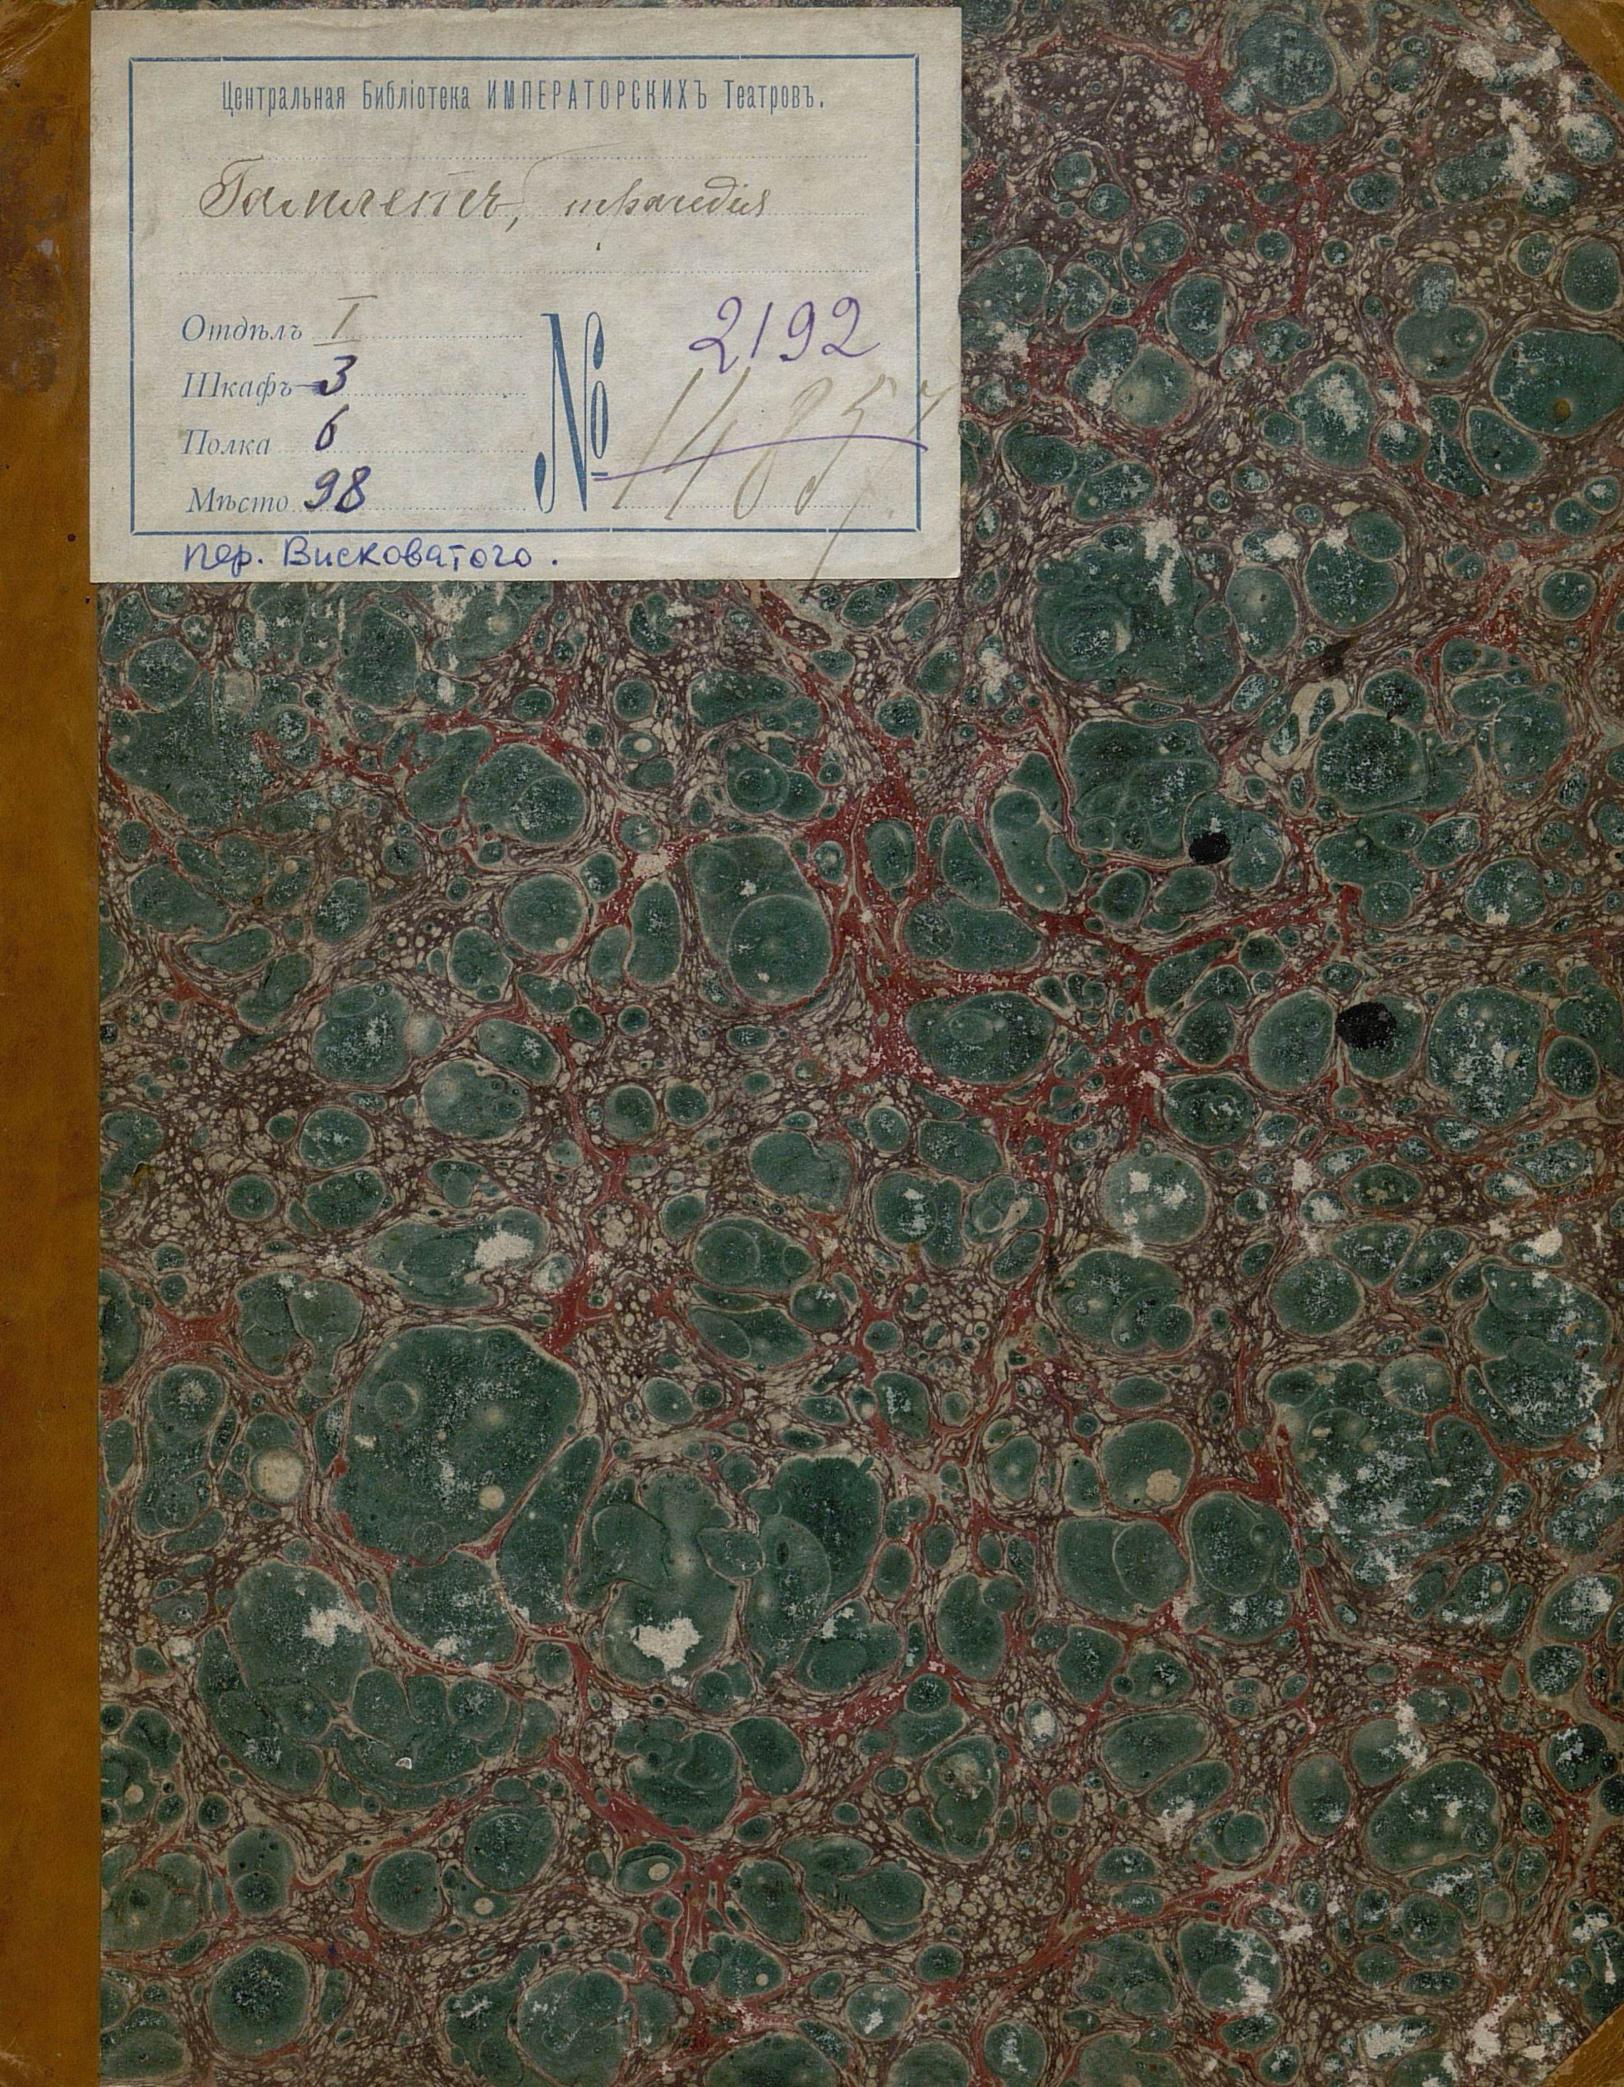 Центральная Библіотека ИМПЕРАТОРСКИХЪ Театровъ.
Гамлетъ, трагедія
Отдѣлъ I
Шкафъ 3
Полка 6
Мѣсто 98
№ 2192
пер. Висковатого.